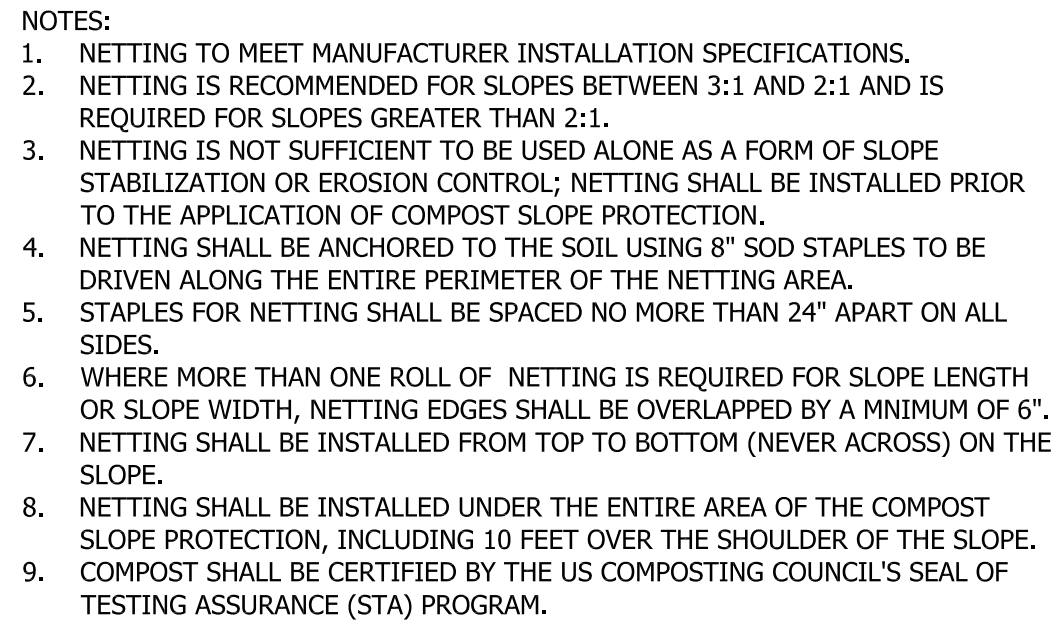 NOTES:
1. NETTING TO MEET MANUFACTURER INSTALLATION SPECIFICATIONS.
2. NETTING IS RECOMMENDED FOR SLOPES BETWEEN 3:1 AND 2:1 AND IS
REQUIRED FOR SLOPES GREATER THAN 2:1.
3. NETTING IS NOT SUFFICIENT TO BE USED ALONE AS A FORM OF SLOPE
STABILIZATION OR EROSION CONTROL; NETTING SHALL BE INSTALLED PRIOR
TO THE APPLICATION OF COMPOST SLOPE PROTECTION.
4. NETTING SHALL BE ANCHORED TO THE SOIL USING 8" SOD STAPLES TO BE
DRIVEN ALONG THE ENTIRE PERIMETER OF THE NETTING AREA.
5. STAPLES FOR NETTING SHALL BE SPACED NO MORE THAN 24" APART ON ALL
SIDES.
6. WHERE MORE THAN ONE ROLL OF NETTING IS REQUIRED FOR SLOPE LENGTH
OR SLOPE WIDTH, NETTING EDGES SHALL BE OVERLAPPED BY A MNIMUM OF 6".
7. NETTING SHALL BE INSTALLED FROM TOP TO BOTTOM (NEVER ACROSS) ON THE
SLOPE.
8. NETTING SHALL BE INSTALLED UNDER THE ENTIRE AREA OF THE COMPOST
SLOPE PROTECTION, INCLUDING 10 FEET OVER THE SHOULDER OF THE SLOPE.
9. COMPOST SHALL BE CERTIFIED BY THE US COMPOSTING COUNCIL'S SEAL OF
TESTING ASSURANCE (STA) PROGRAM.